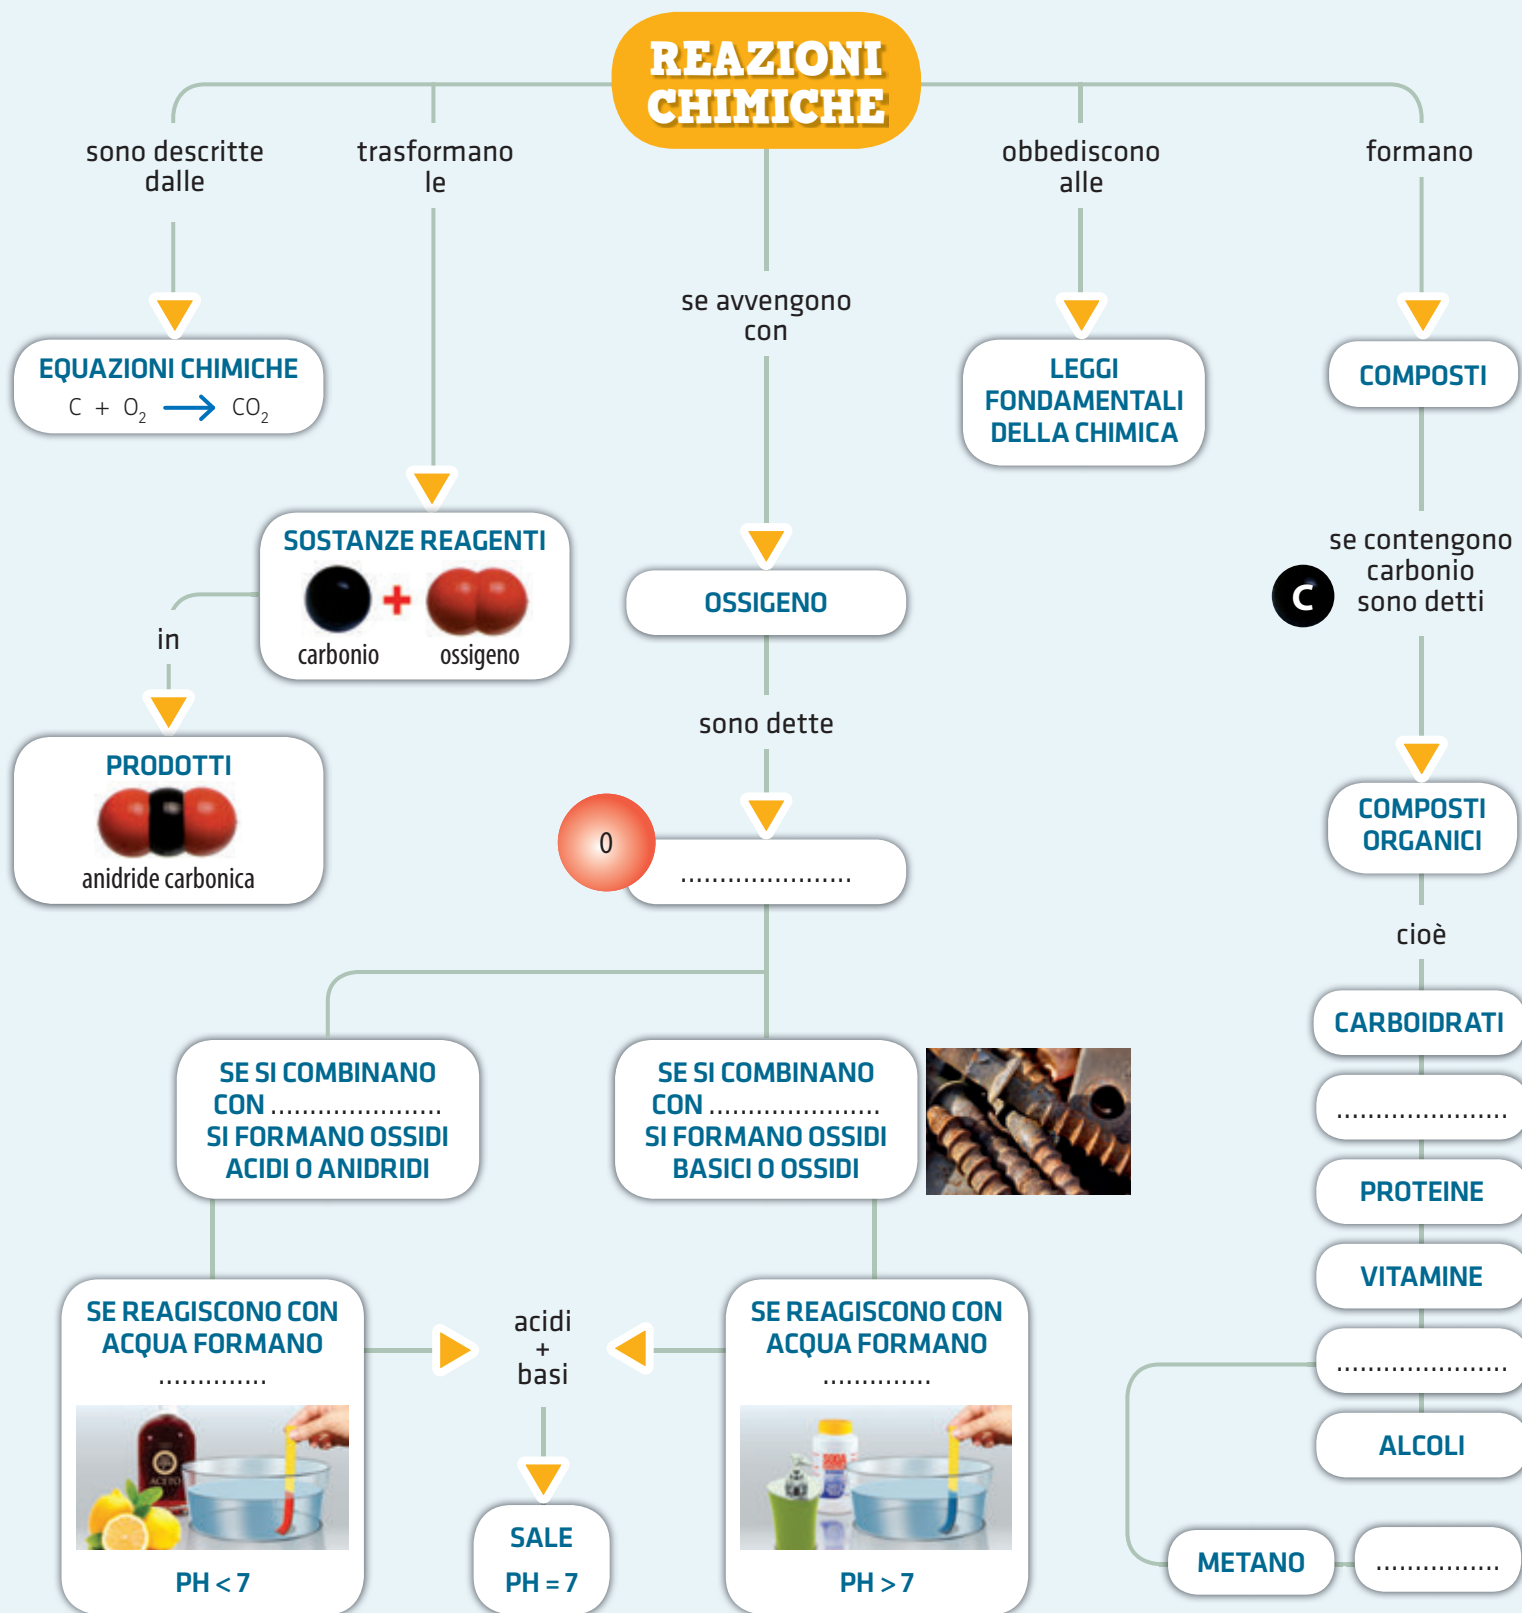 REAZIONI
CHIMICHE
sono descritte
dalle
trasformano
le
se avvengono
con
obbediscono
alle
formano
EQUAZIONI CHIMICHE
C + O₂ → CO₂
SOSTANZE REAGENTI
+
carbonio
ossigeno
in
PRODOTTI
anidride carbonica
OSSIGENO
sono dette
O
......................
LEGGI
FONDAMENTALI
DELLA CHIMICA
COMPOSTI
se contengono
carbonio
sono detti
C
COMPOSTI
ORGANICI
cioè
CARBOIDRATI
......................
PROTEINE
VITAMINE
......................
ALCOLI
METANO
................
SE SI COMBINANO
CON ......................
SI FORMANO OSSIDI
ACIDI O ANIDRIDI
SE SI COMBINANO
CON ......................
SI FORMANO OSSIDI
BASICI O OSSIDI
SE REAGISCONO CON
ACQUA FORMANO
..............
ACETO
PH < 7
acidi
+
basi
SALE
PH = 7
SE REAGISCONO CON
ACQUA FORMANO
..............
SODA
PH > 7